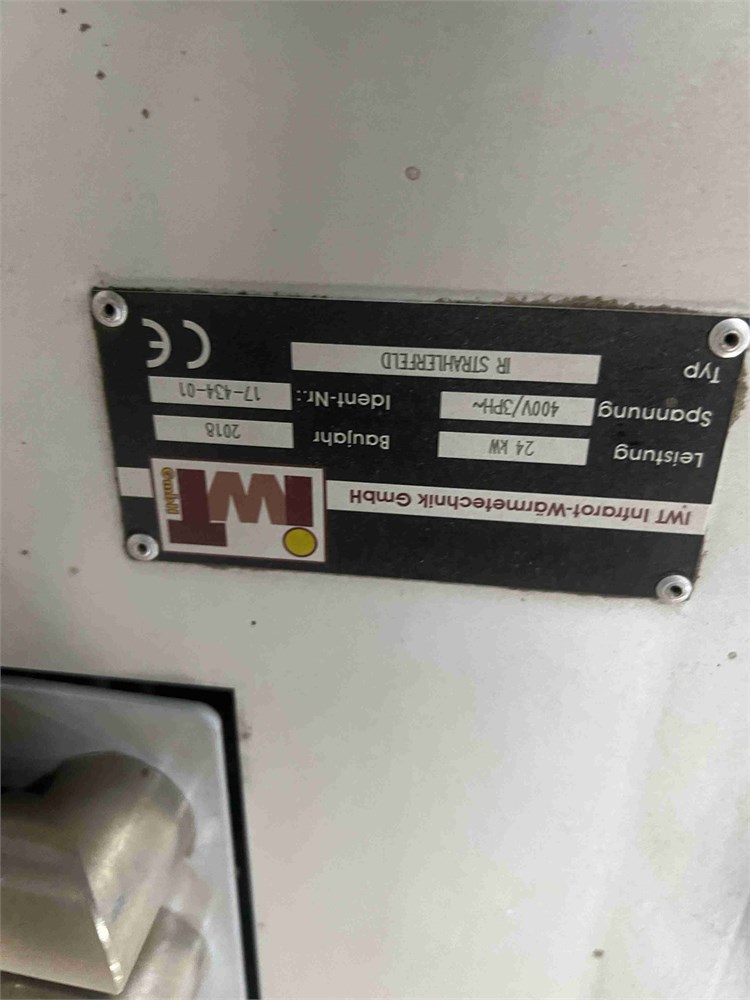 IWT Infrarot-Wärmetechnik GmbH
IWT
GmbH
Leistung 24 kW Baujahr 2018
Spannung 400V/3PH~ Ident-Nr.: 17-434-01
Typ IR STRAHLERFELD CE